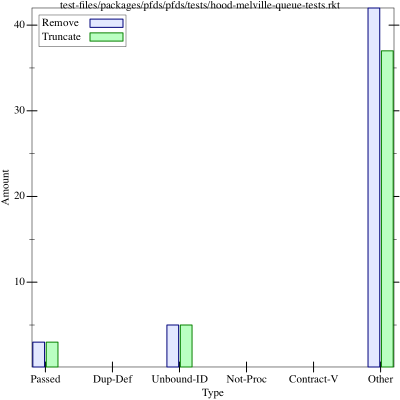 test-files/packages/pfds/pfds/tests/hood-melville-queue-tests.rkt
Remove
Truncate
40
30
20
10
Amount
Passed Dup-Def Unbound-ID Not-Proc Contract-V Other
Type